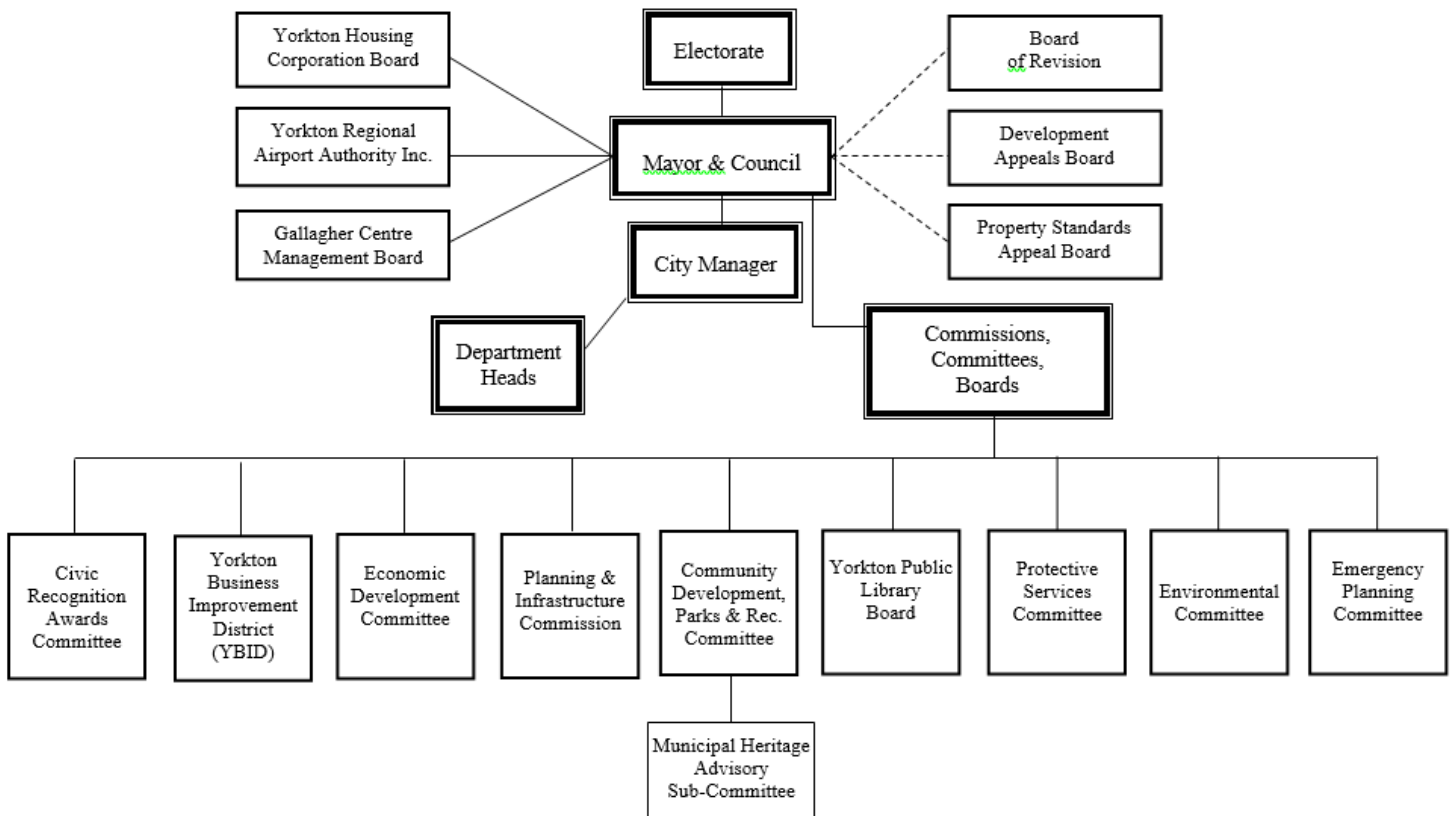 Yorkton Housing
Corporation Board
Electorate
Board
of Revision
Yorkton Regional
Airport Authority Inc.
Mayor & Council
Development
Appeals Board
Gallagher Centre
Management Board
City Manager
Property Standards
Appeal Board
Department
Heads
Commissions,
Committees,
Boards
Civic
Recognition
Awards
Committee
Yorkton
Business
Improvement
District
(YBID)
Economic
Development
Committee
Planning &
Infrastructure
Commission
Community
Development,
Parks & Rec.
Committee
Yorkton Public
Library
Board
Protective
Services
Committee
Environmental
Committee
Emergency
Planning
Committee
Municipal Heritage
Advisory
Sub-Committee